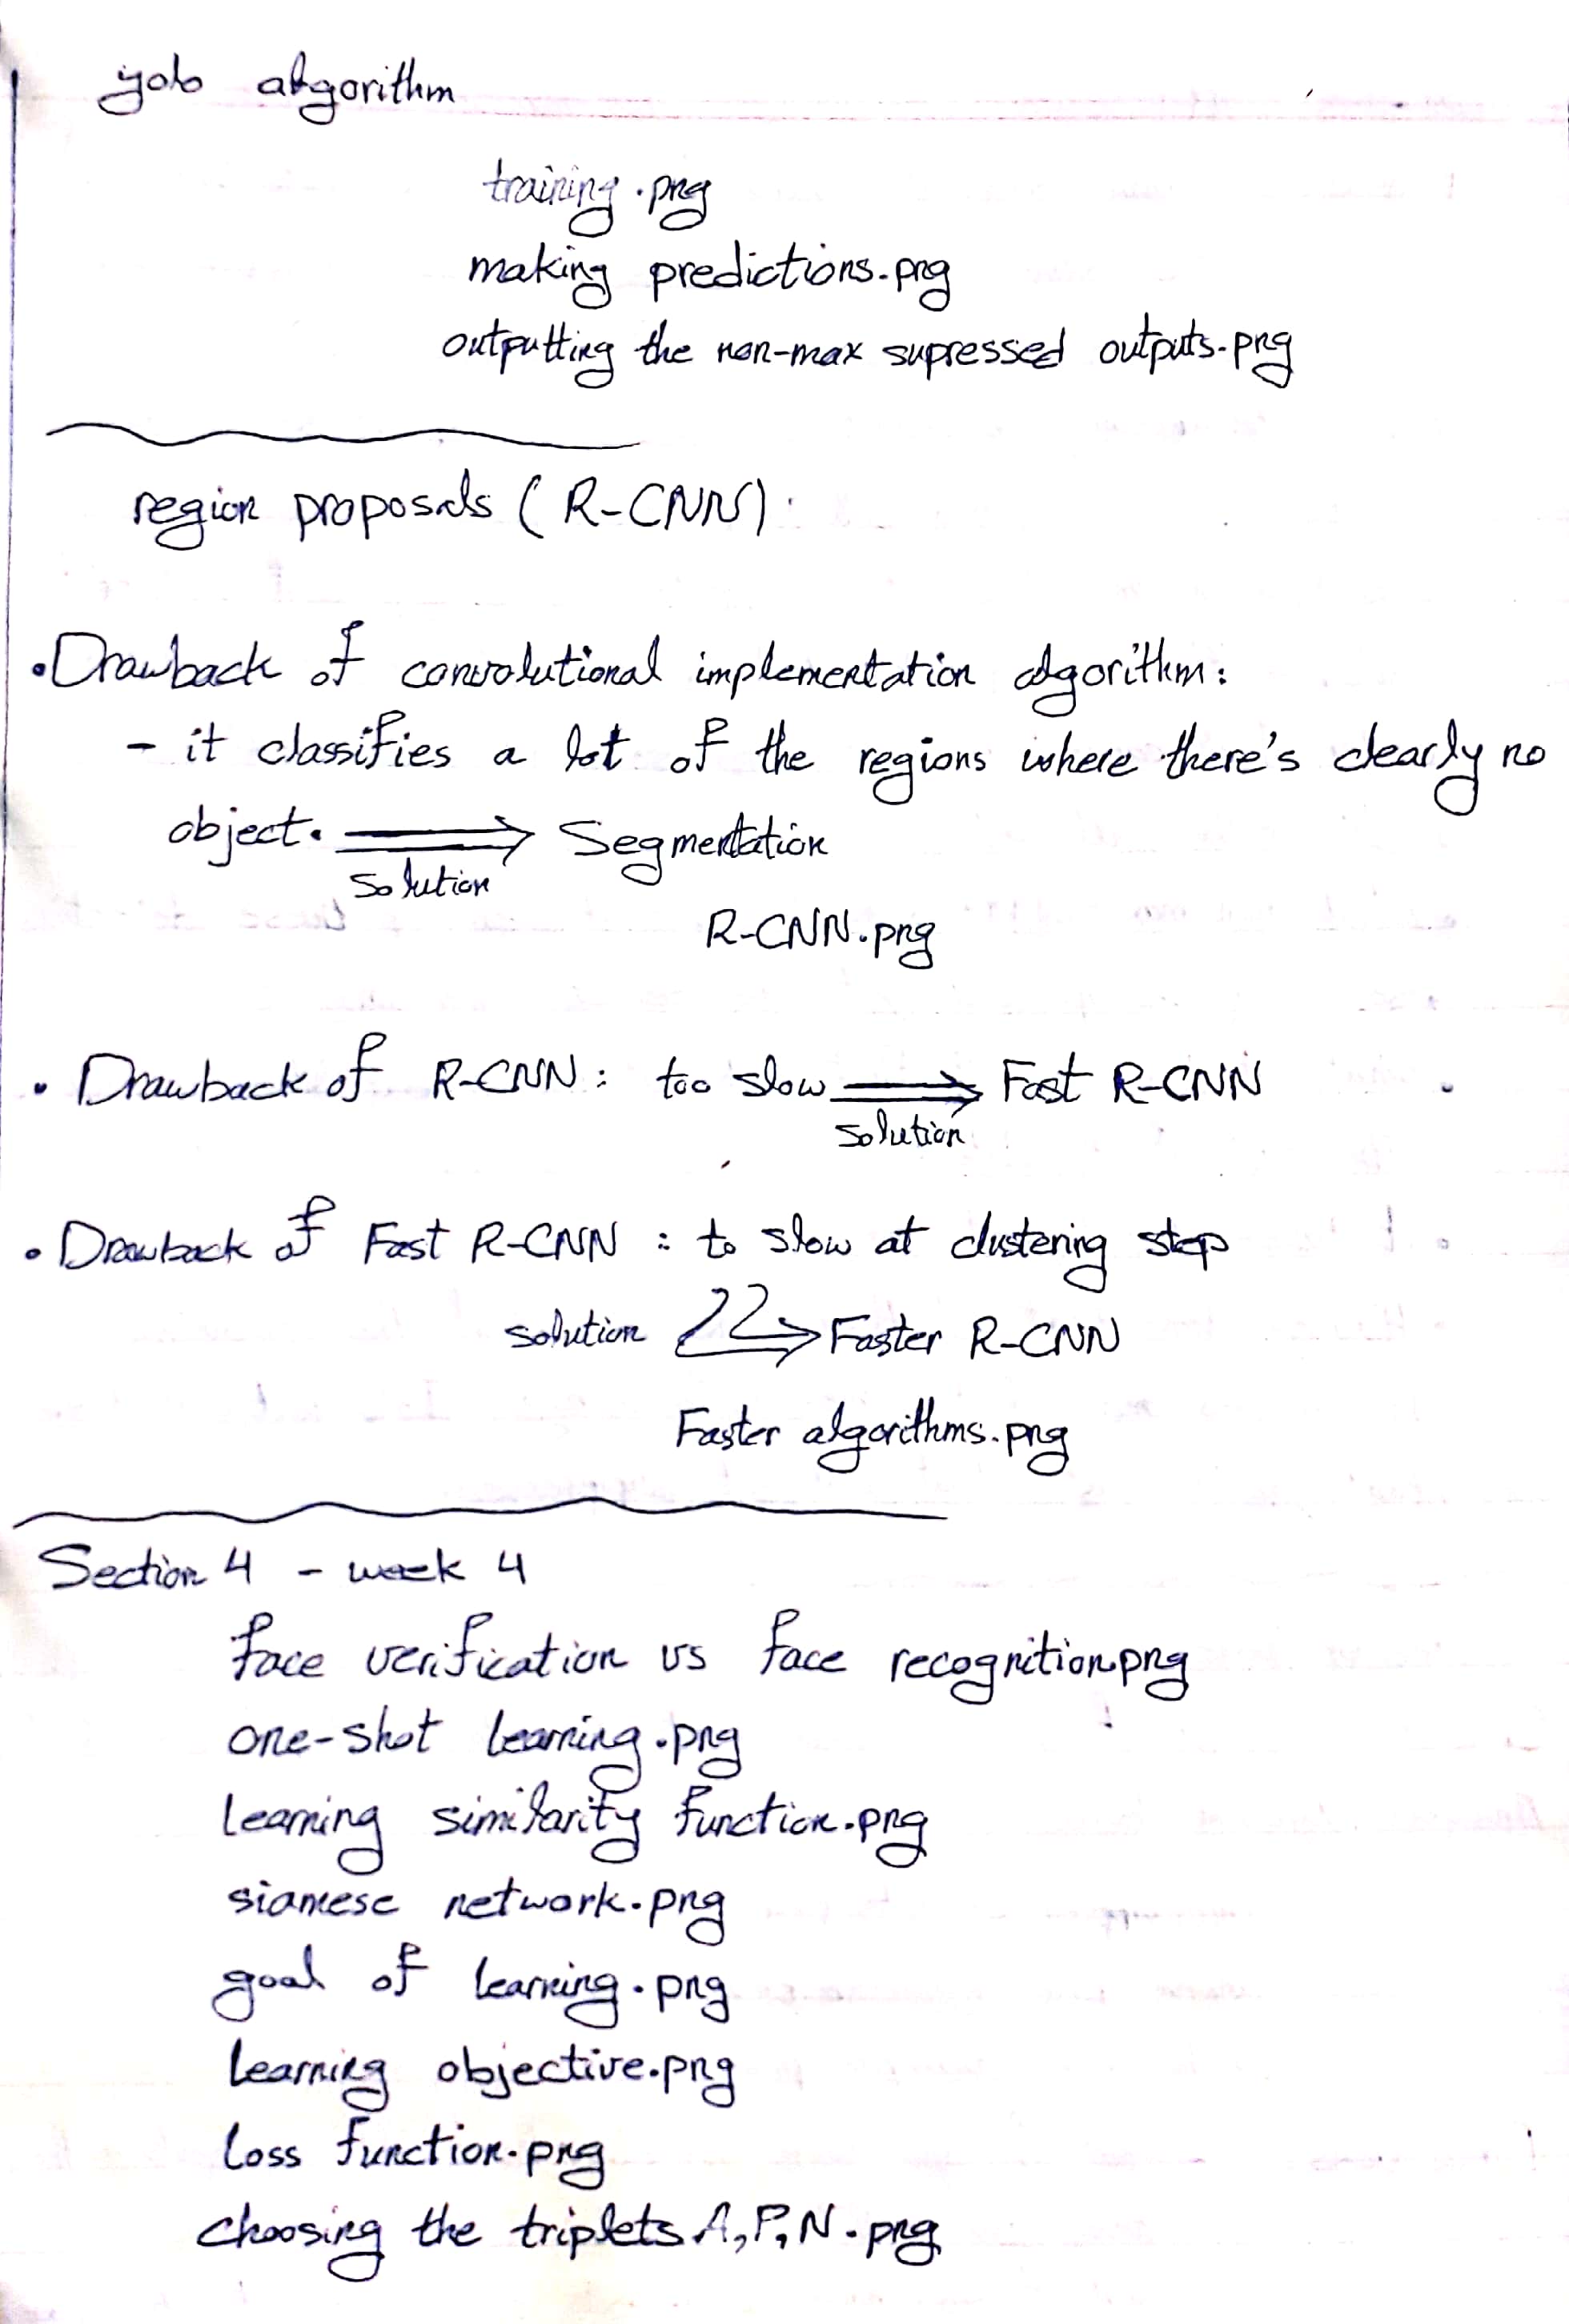 yolo algorithm
training.png
making predictions.png
outputting the non-max supressed outputs.png
region proposals (R-CNN)
• Drawback of convolutional implementation algorithm:
- it classifies a lot of the regions where there's clearly no
object. ⟹ Segmentation
solution
R-CNN.png
• Drawback of R-CNN: too slow ⟹ Fast R-CNN
solution
• Drawback of Fast R-CNN : to slow at clustering step
solution ⟹ Faster R-CNN
Faster algorithms.png
Section 4 - week 4
face verification vs face recognition.png
one-shot learning.png
learning similarity function.png
siamese network.png
goal of learning.png
learning objective.png
loss function.png
choosing the triplets A,P,N.png